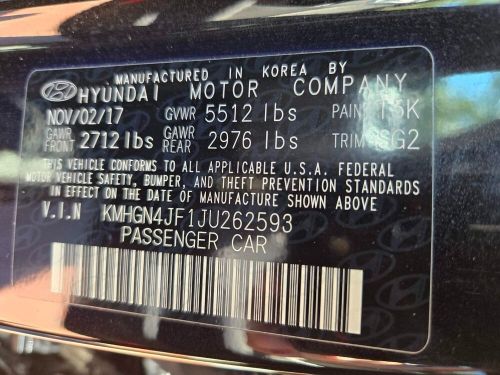 MANUFACTURED IN KOREA BY
HYUNDAI MOTOR COMPANY
NOV/02/17 GVWR 5512 lbs PAINT T5K
GAWR FRONT 2712 lbs GAWR REAR 2976 lbs TRIM SG2
THIS VEHICLE CONFORMS TO ALL APPLICABLE U.S.A. FEDERAL
MOTOR VEHICLE SAFETY, BUMPER, AND THEFT PREVENTION STANDARDS
IN EFFECT ON THE DATE OF MANUFACTURE SHOWN ABOVE
V.I.N KMHGN4JF1JU262593
PASSENGER CAR